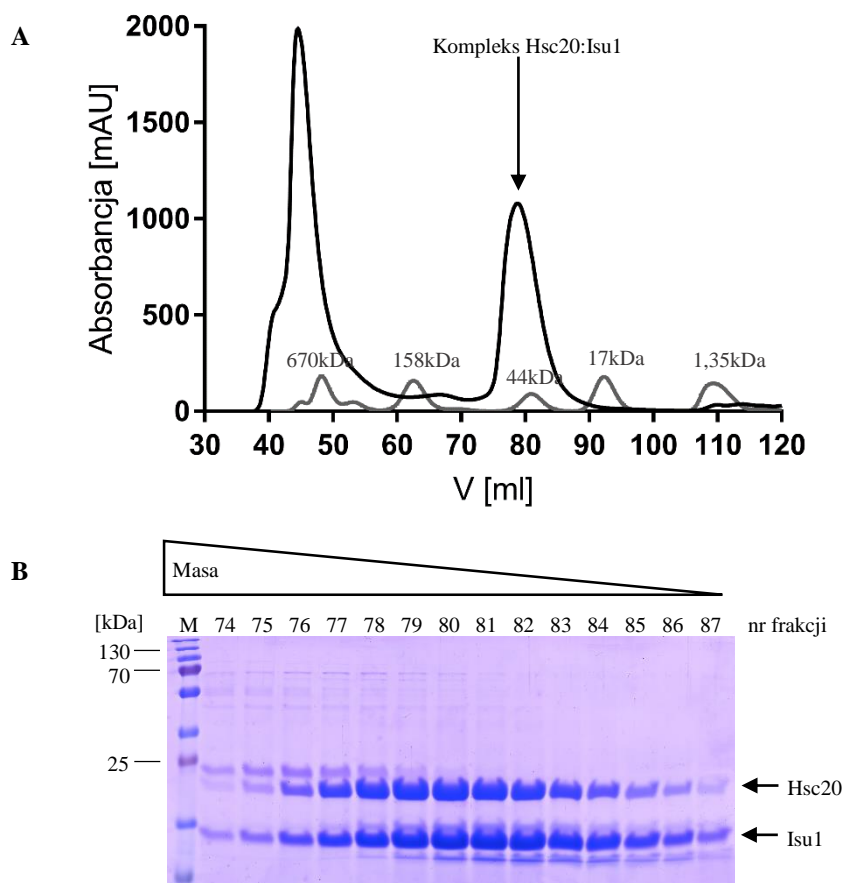 A
Kompleks Hsc20:Isu1
Absorbancja [mAU]
2000
1500
1000
500
0
670kDa
158kDa
44kDa
17kDa
1,35kDa
30 40 50 60 70 80 90 100 110 120
V [ml]
B
Masa
[kDa] M 74 75 76 77 78 79 80 81 82 83 84 85 86 87 nr frakcji
130
70
25
Hsc20
Isu1